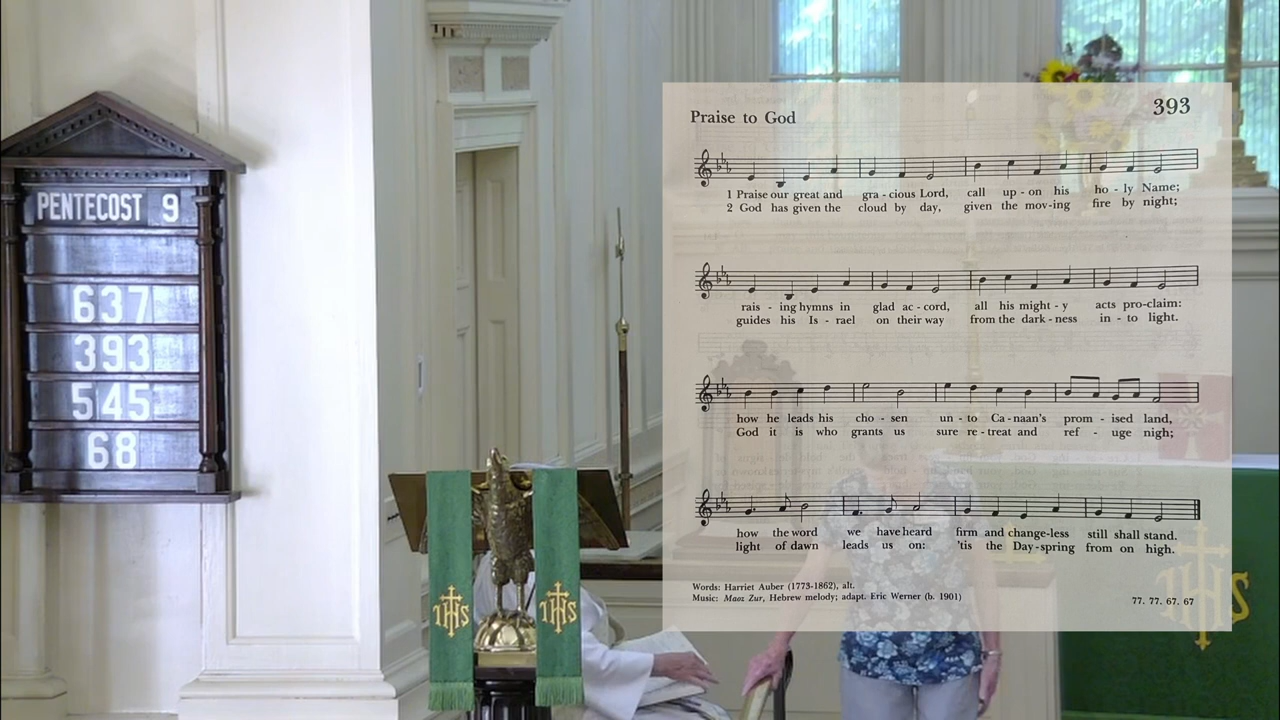 PENTECOST 9
637
393
545
68
IHS IHS
Praise to God 393
1 Praise our great and gra - cious Lord, call up - on his ho - ly Name;
2 God has given the cloud by day, given the mov-ing fire by night;
rais - ing hymns in glad ac - cord, all his might - y acts pro-claim:
guides his Is - rael on their way from the dark - ness in - to light.
how he leads his cho - sen un - to Ca - naan's prom - ised land,
God it is who grants us sure re - treat and ref - uge nigh;
how the word we have heard firm and change-less still shall stand.
light of dawn leads us on: 'tis the Day - spring from on high.
Words: Harriet Auber (1773-1862), alt.
Music: Maoz Zur, Hebrew melody; adapt. Eric Werner (b. 1901)
77. 77. 67. 67